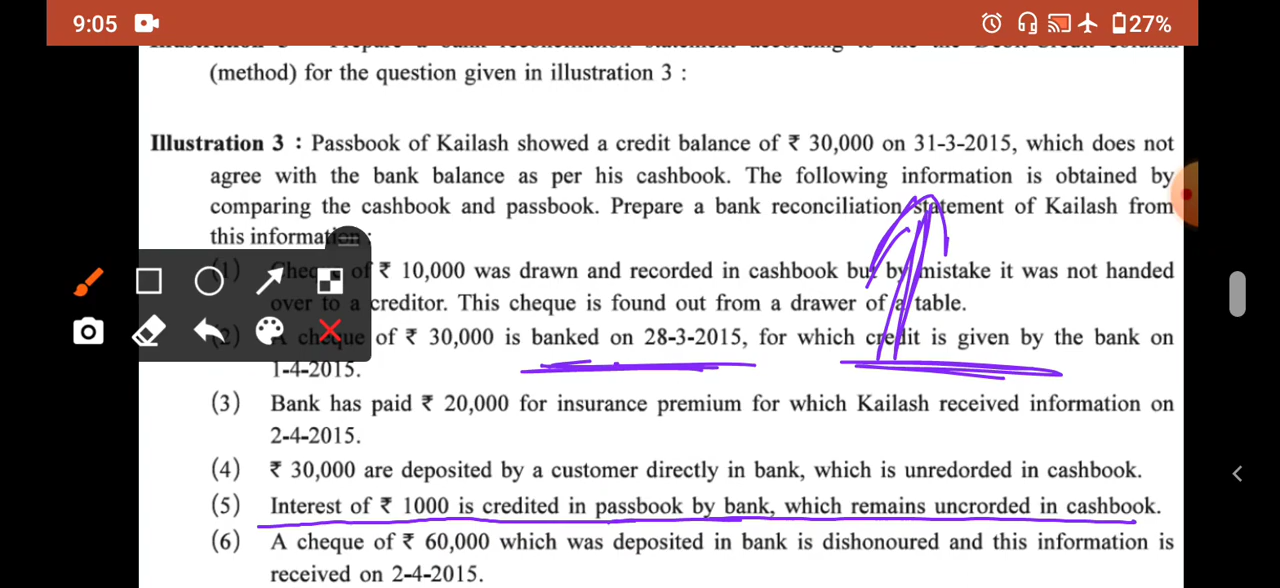 9:05
27%
(method) for the question given in illustration 3 :
Illustration 3 : Passbook of Kailash showed a credit balance of ₹ 30,000 on 31-3-2015, which does not
agree with the bank balance as per his cashbook. The following information is obtained by
comparing the cashbook and passbook. Prepare a bank reconciliation statement of Kailash from
this information :
(1) Cheque of ₹ 10,000 was drawn and recorded in cashbook but by mistake it was not handed
over to a creditor. This cheque is found out from a drawer of a table.
(2) A cheque of ₹ 30,000 is banked on 28-3-2015, for which credit is given by the bank on
1-4-2015.
(3) Bank has paid ₹ 20,000 for insurance premium for which Kailash received information on
2-4-2015.
(4) ₹ 30,000 are deposited by a customer directly in bank, which is unredorded in cashbook.
(5) Interest of ₹ 1000 is credited in passbook by bank, which remains uncrorded in cashbook.
(6) A cheque of ₹ 60,000 which was deposited in bank is dishonoured and this information is
received on 2-4-2015.